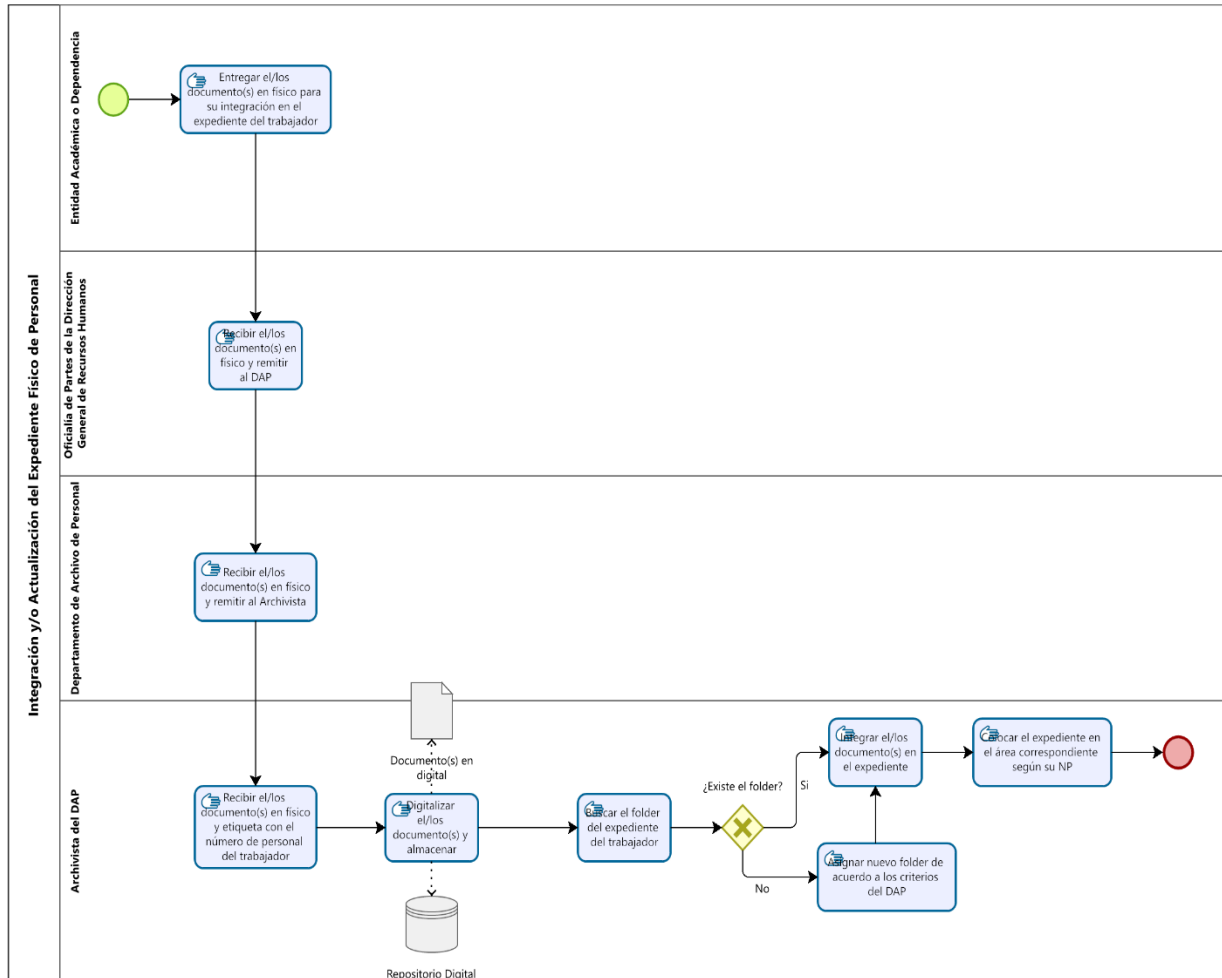 Integración y/o Actualización del Expediente Físico de Personal
Entidad Académica o Dependencia
Entregar el/los
documento(s) en físico para
su integración en el
expediente del trabajador
Oficialia de Partes de la Dirección
General de Recursos Humanos
Recibir el/los
documento(s) en
físico y remitir
al DAP
Departamento de Archivo de Personal
Recibir el/los
documento(s) en físico
y remitir al Archivista
Archivista del DAP
Recibir el/los
documento(s) en físico
y etiqueta con el
número de personal
del trabajador
Documento(s) en
digital
Digitalizar
el/los
documento(s) y
almacenar
Repositorio Digital
Buscar el folder
del expediente
del trabajador
¿Existe el folder?
Si
No
Integrar el/los
documento(s) en
el expediente
Asignar nuevo folder de
acuerdo a los criterios
del DAP
Colocar el expediente en
el área correspondiente
según su NP